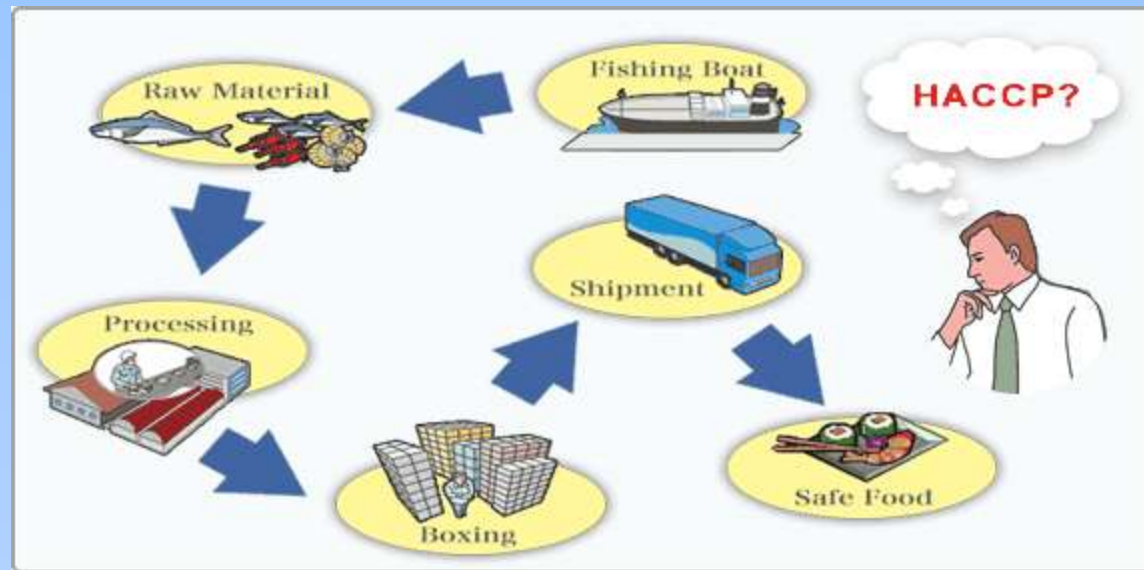 Fishing Boat
Raw Material
HACCP?
Shipment
Processing
Safe Food
Boxing